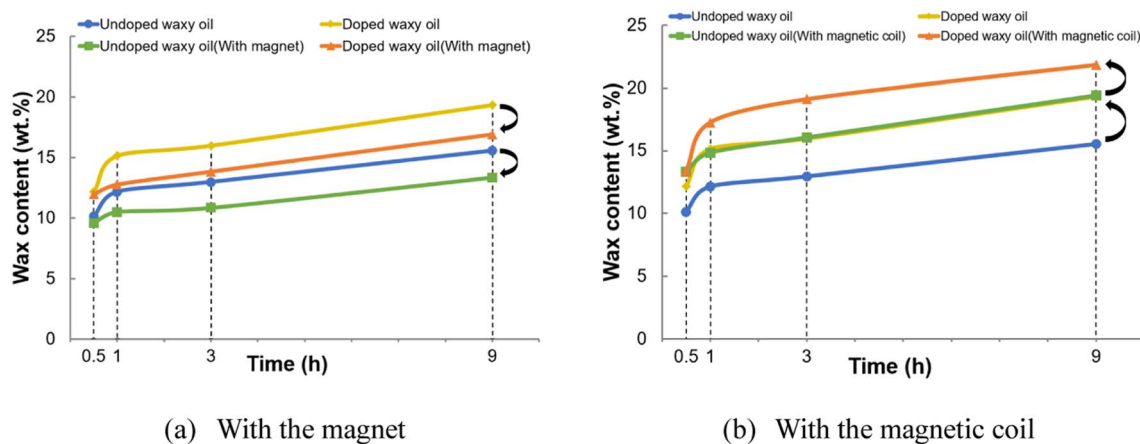 Undoped waxy oil
Doped waxy oil
Undoped waxy oil(With magnet)
Doped waxy oil(With magnet)
25
20
15
10
5
0
Wax content (wt.%)
0.5 1 3 9
Time (h)
(a) With the magnet
Undoped waxy oil
Doped waxy oil
Undoped waxy oil(With magnetic coil)
Doped waxy oil(With magnetic coil)
25
20
15
10
5
0
Wax content (wt.%)
0.5 1 3 9
Time (h)
(b) With the magnetic coil